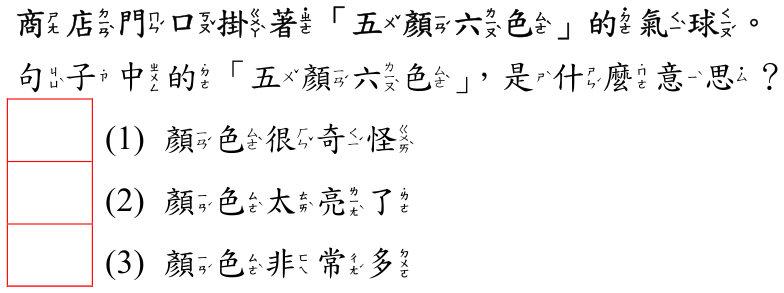 商店門口掛著「五顏六色」的氣球。
句子中的「五顏六色」，是什麼意思？
(1) 顏色很奇怪
(2) 顏色太亮了
(3) 顏色非常多